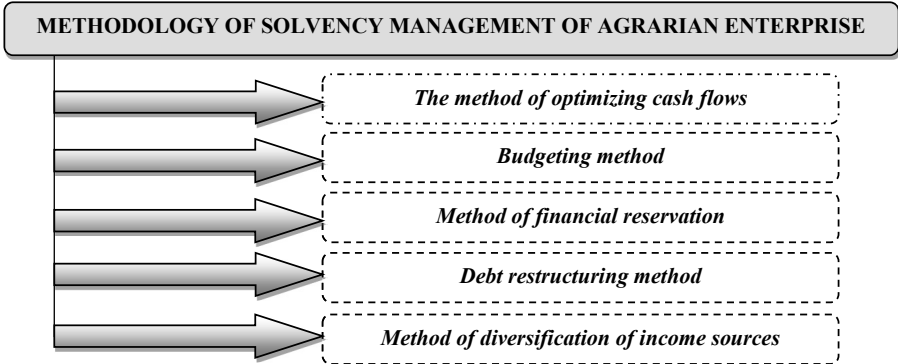 METHODOLOGY OF SOLVENCY MANAGEMENT OF AGRARIAN ENTERPRISE
The method of optimizing cash flows
Budgeting method
Method of financial reservation
Debt restructuring method
Method of diversification of income sources